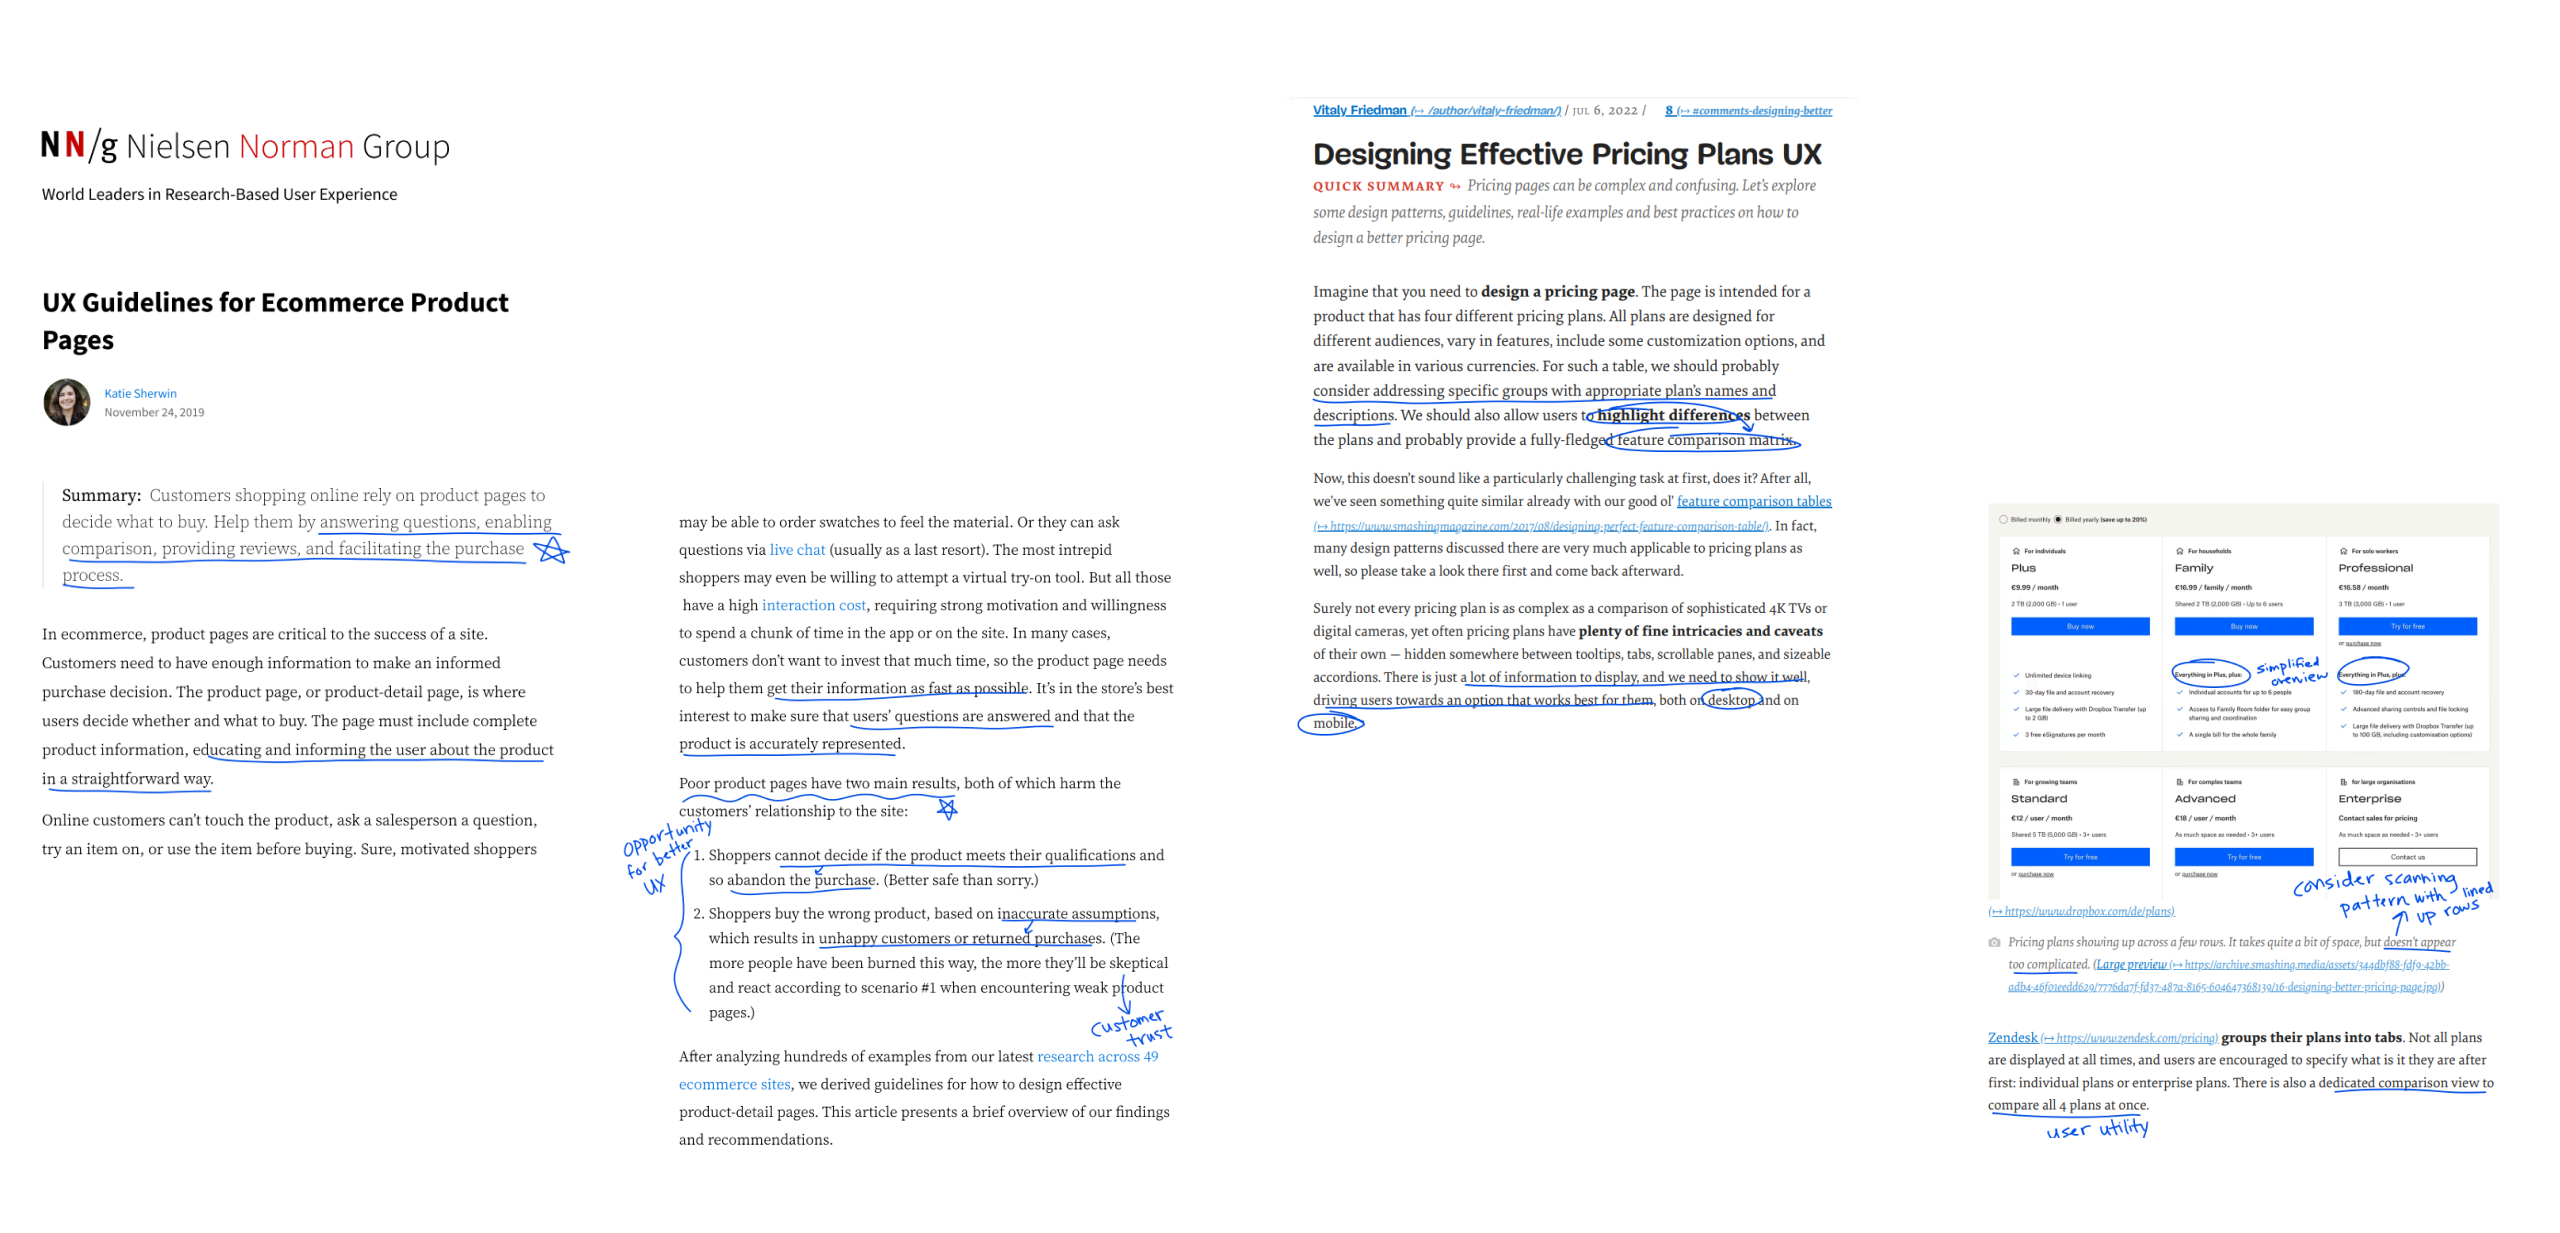 NN/g Nielsen Norman Group
World Leaders in Research-Based User Experience
UX Guidelines for Ecommerce Product
Pages
Katie Sherwin
November 24, 2019
Summary: Customers shopping online rely on product pages to
decide what to buy. Help them by answering questions, enabling
comparison, providing reviews, and facilitating the purchase
process.
In ecommerce, product pages are critical to the success of a site.
Customers need to have enough information to make an informed
purchase decision. The product page, or product-detail page, is where
users decide whether and what to buy. The page must include complete
product information, educating and informing the user about the product
in a straightforward way.
Online customers can't touch the product, ask a salesperson a question,
try an item on, or use the item before buying. Sure, motivated shoppers
may be able to order swatches to feel the material. Or they can ask
questions via live chat (usually as a last resort). The most intrepid
shoppers may even be willing to attempt a virtual try-on tool. But all those
have a high interaction cost, requiring strong motivation and willingness
to spend a chunk of time in the app or on the site. In many cases,
customers don't want to invest that much time, so the product page needs
to help them get their information as fast as possible. It's in the store's best
interest to make sure that users' questions are answered and that the
product is accurately represented.
Poor product pages have two main results, both of which harm the
customers' relationship to the site:
opportunity
for better
UX
1. Shoppers cannot decide if the product meets their qualifications and
so abandon the purchase. (Better safe than sorry.)
2. Shoppers buy the wrong product, based on inaccurate assumptions,
which results in unhappy customers or returned purchases. (The
more people have been burned this way, the more they'll be skeptical
and react according to scenario #1 when encountering weak product
pages.)
customer
trust
After analyzing hundreds of examples from our latest research across 49
ecommerce sites, we derived guidelines for how to design effective
product-detail pages. This article presents a brief overview of our findings
and recommendations.
Vitaly Friedman (↦ /author/vitaly-friedman/) / JUL 6, 2022 / 8 (↦ #comments-designing-better
Designing Effective Pricing Plans UX
QUICK SUMMARY ↬ Pricing pages can be complex and confusing. Let's explore
some design patterns, guidelines, real-life examples and best practices on how to
design a better pricing page.
Imagine that you need to design a pricing page. The page is intended for a
product that has four different pricing plans. All plans are designed for
different audiences, vary in features, include some customization options, and
are available in various currencies. For such a table, we should probably
consider addressing specific groups with appropriate plan's names and
descriptions. We should also allow users to highlight differences between
the plans and probably provide a fully-fledged feature comparison matrix.
Now, this doesn't sound like a particularly challenging task at first, does it? After all,
we've seen something quite similar already with our good ol' feature comparison tables
(↦ https://www.smashingmagazine.com/2017/08/designing-perfect-feature-comparison-table/). In fact,
many design patterns discussed there are very much applicable to pricing plans as
well, so please take a look there first and come back afterward.
Surely not every pricing plan is as complex as a comparison of sophisticated 4K TVs or
digital cameras, yet often pricing plans have plenty of fine intricacies and caveats
of their own — hidden somewhere between tooltips, tabs, scrollable panes, and sizeable
accordions. There is just a lot of information to display, and we need to show it well,
driving users towards an option that works best for them, both on desktop and on
mobile.
Billed monthly Billed yearly (save up to 20%)
For individuals
Plus
€9.99 / month
2 TB (2,000 GB) • 1 user
Buy now
Unlimited device linking
30-day file and account recovery
Large file delivery with Dropbox Transfer (up
to 2 GB)
3 free eSignatures per month
For households
Family
€16.99 / family / month
Shared 2 TB (2,000 GB) • Up to 6 users
Buy now
Everything in Plus, plus:
simplified
overview
Individual accounts for up to 6 people
Access to Family Room folder for easy group
sharing and coordination
A single bill for the whole family
For solo workers
Professional
€16.58 / month
3 TB (3,000 GB) • 1 user
Try for free
or purchase now
Everything in Plus, plus:
180-day file and account recovery
Advanced sharing controls and file locking
Large file delivery with Dropbox Transfer (up
to 100 GB, including customisation options)
For growing teams
Standard
€12 / user / month
Shared 5 TB (5,000 GB) • 3+ users
Try for free
or purchase now
For complex teams
Advanced
€18 / user / month
As much space as needed • 3+ users
Try for free
or purchase now
for large organisations
Enterprise
Contact sales for pricing
As much space as needed • 3+ users
Contact us
consider scanning
pattern with lined
up rows
(↦ https://www.dropbox.com/de/plans)
Pricing plans showing up across a few rows. It takes quite a bit of space, but doesn't appear
too complicated. (Large preview (↦ https://archive.smashing.media/assets/344dbf88-fdf9-42bb-
adb4-46f01eedd629/7776da7f-fd37-487a-8165-604647368139/16-designing-better-pricing-page.jpg))
Zendesk (↦ https://www.zendesk.com/pricing) groups their plans into tabs. Not all plans
are displayed at all times, and users are encouraged to specify what is it they are after
first: individual plans or enterprise plans. There is also a dedicated comparison view to
compare all 4 plans at once.
user utility